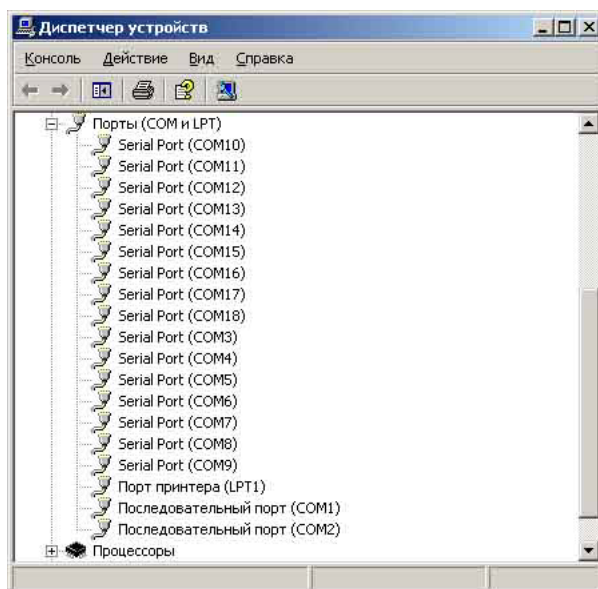 Диспетчер устройств
Консоль Действие Вид Справка
Порты (COM и LPT)
Serial Port (COM10)
Serial Port (COM11)
Serial Port (COM12)
Serial Port (COM13)
Serial Port (COM14)
Serial Port (COM15)
Serial Port (COM16)
Serial Port (COM17)
Serial Port (COM18)
Serial Port (COM3)
Serial Port (COM4)
Serial Port (COM5)
Serial Port (COM6)
Serial Port (COM7)
Serial Port (COM8)
Serial Port (COM9)
Порт принтера (LPT1)
Последовательный порт (COM1)
Последовательный порт (COM2)
Процессоры